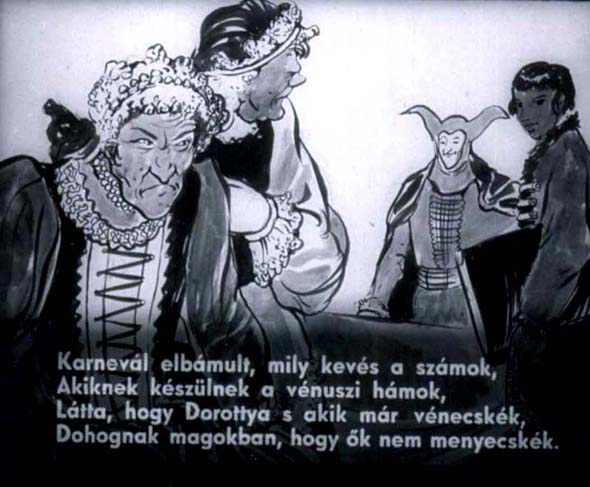 Karnevál elbámult, mily kevés a számok,
Akiknek készülnek a vénuszi hámok,
Látta, hogy Dorottya s akik már vénecskék,
Dohognak magokban, hogy ők nem menyecskék.